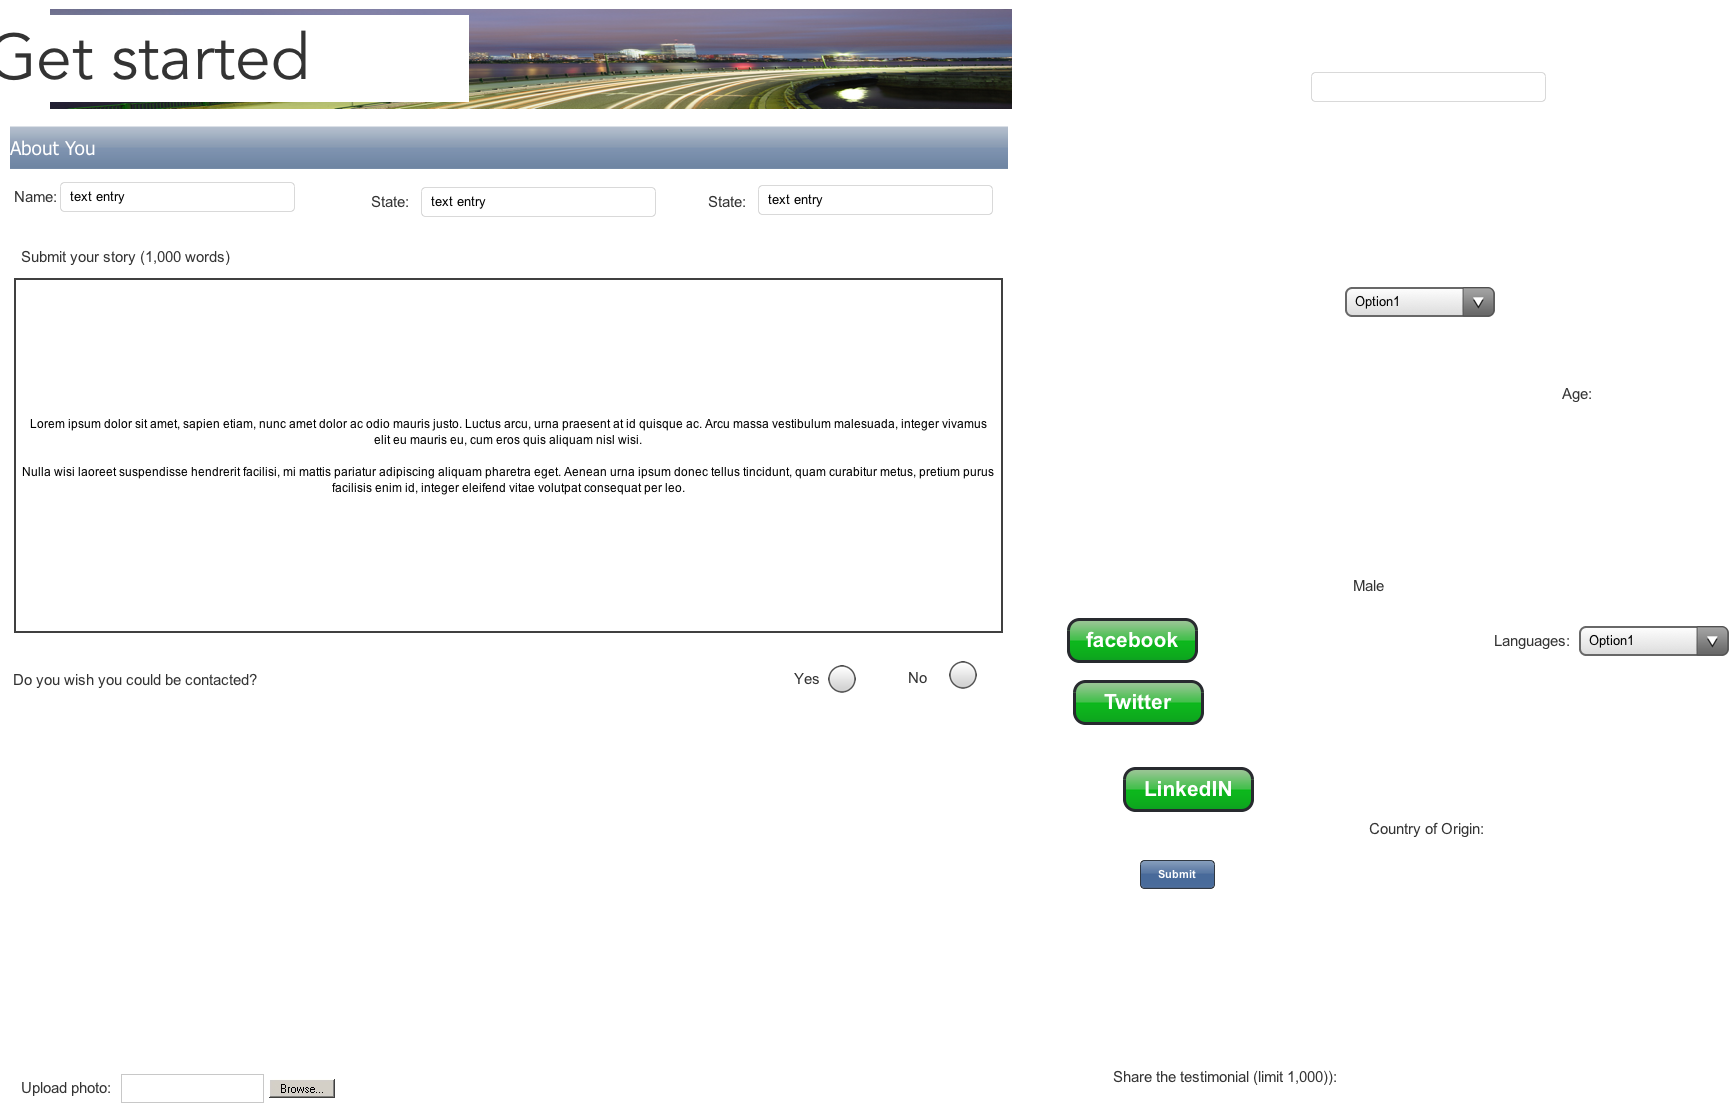 Get started
About You
Name: text entry
State: text entry
State: text entry
Submit your story (1,000 words)
Option1
Age:
Lorem ipsum dolor sit amet, sapien etiam, nunc amet dolor ac odio mauris justo. Luctus arcu, urna praesent at id quisque ac. Arcu massa vestibulum malesuada, integer vivamus
elit eu mauris eu, cum eros quis aliquam nisl wisi.
Nulla wisi laoreet suspendisse hendrerit facilisi, mi mattis pariatur adipiscing aliquam pharetra eget. Aenean urna ipsum donec tellus tincidunt, quam curabitur metus, pretium purus
facilisis enim id, integer eleifend vitae volutpat consequat per leo.
Male
facebook
Languages: Option1
Do you wish you could be contacted?
Yes
No
Twitter
LinkedIN
Country of Origin:
Submit
Upload photo:
Browse...
Share the testimonial (limit 1,000)):